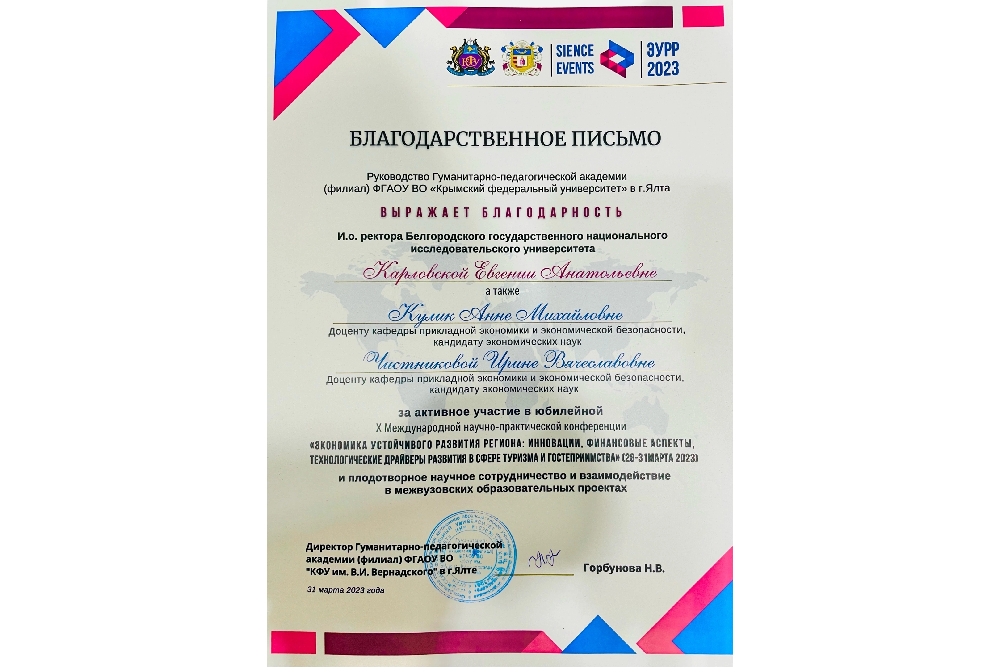 КФУ
SIENCE
EVENTS
ЭУРР
2023
БЛАГОДАРСТВЕННОЕ ПИСЬМО
Руководство Гуманитарно-педагогической академии
(филиал) ФГАОУ ВО «Крымский федеральный университет» в г.Ялта
ВЫРАЖАЕТ БЛАГОДАРНОСТЬ
И.о. ректора Белгородского государственного национального
исследовательского университета
Карловской Евгении Анатольевне
а также
Кулик Анне Михайловне
Доценту кафедры прикладной экономики и экономической безопасности,
кандидату экономических наук
Чистниковой Ирине Вячеславовне
Доценту кафедры прикладной экономики и экономической безопасности,
кандидату экономических наук
за активное участие в юбилейной
X Международной научно-практической конференции
«ЭКОНОМИКА УСТОЙЧИВОГО РАЗВИТИЯ РЕГИОНА: ИННОВАЦИИ, ФИНАНСОВЫЕ АСПЕКТЫ,
ТЕХНОЛОГИЧЕСКИЕ ДРАЙВЕРЫ РАЗВИТИЯ В СФЕРЕ ТУРИЗМА И ГОСТЕПРИИМСТВА» (28-31МАРТА 2023)
и плодотворное научное сотрудничество и взаимодействие
в межвузовских образовательных проектах
Директор Гуманитарно-педагогической
академии (филиал) ФГАОУ ВО
"КФУ им. В.И. Вернадского" в г.Ялте
Горбунова Н.В.
31 марта 2023 года